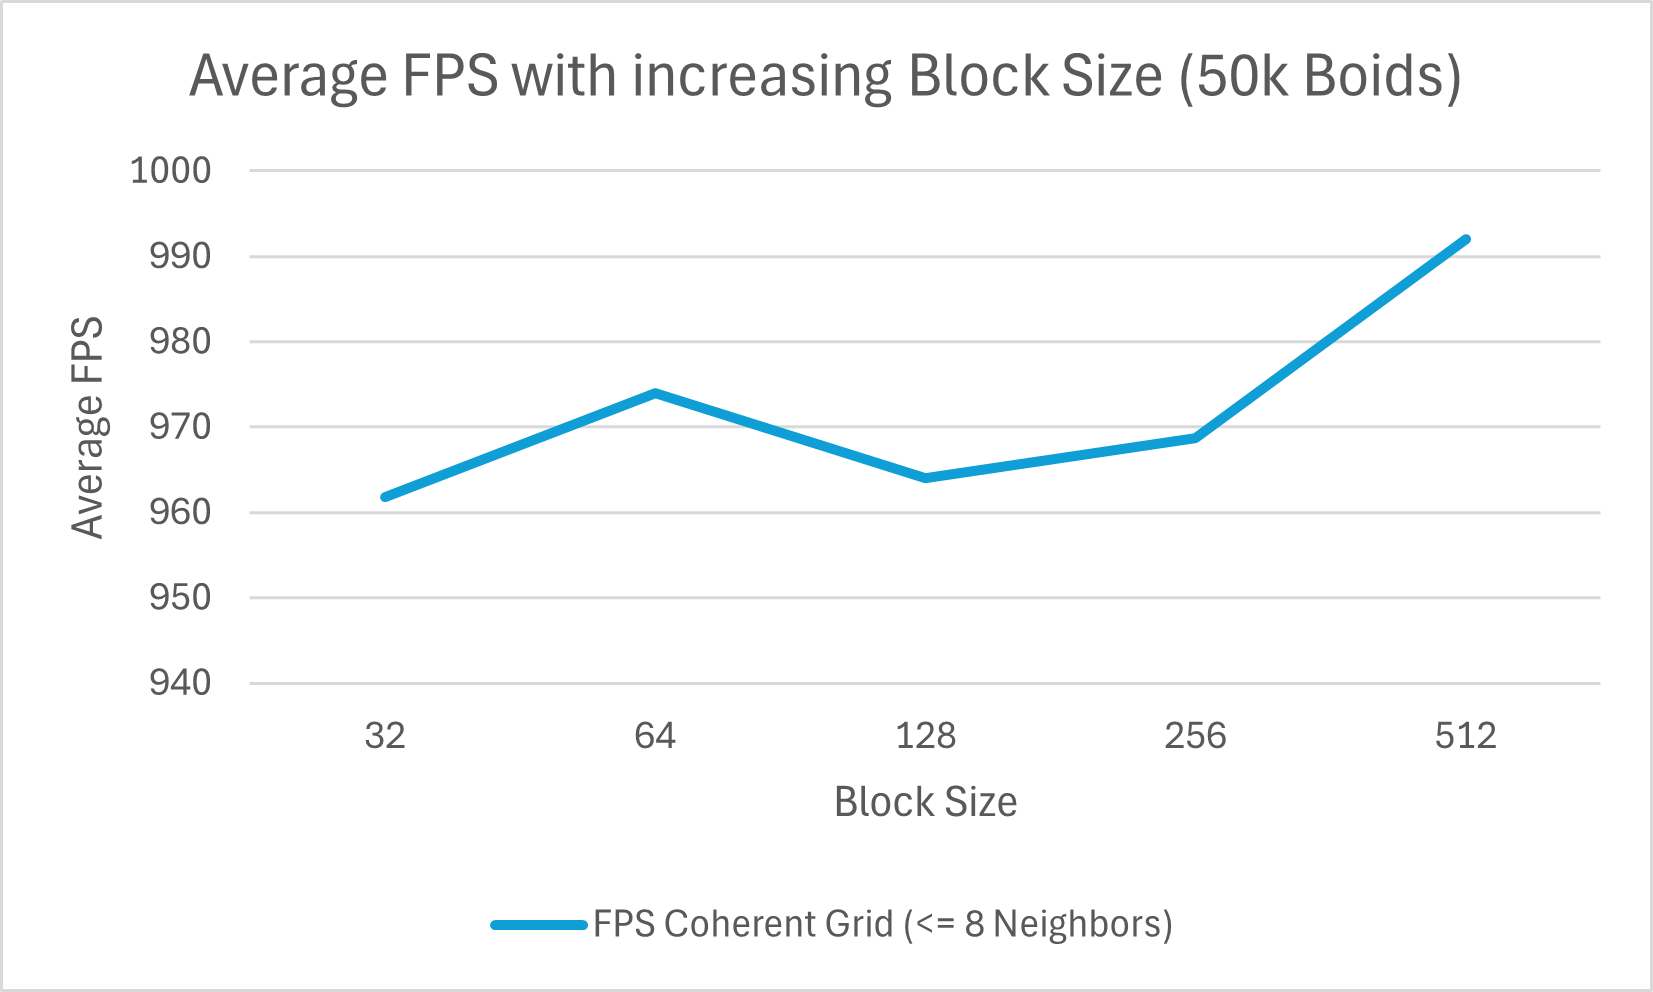 Average FPS with increasing Block Size (50k Boids)
1000
990
980
970
960
950
940
Average FPS
32 64 128 256 512
Block Size
FPS Coherent Grid (<= 8 Neighbors)